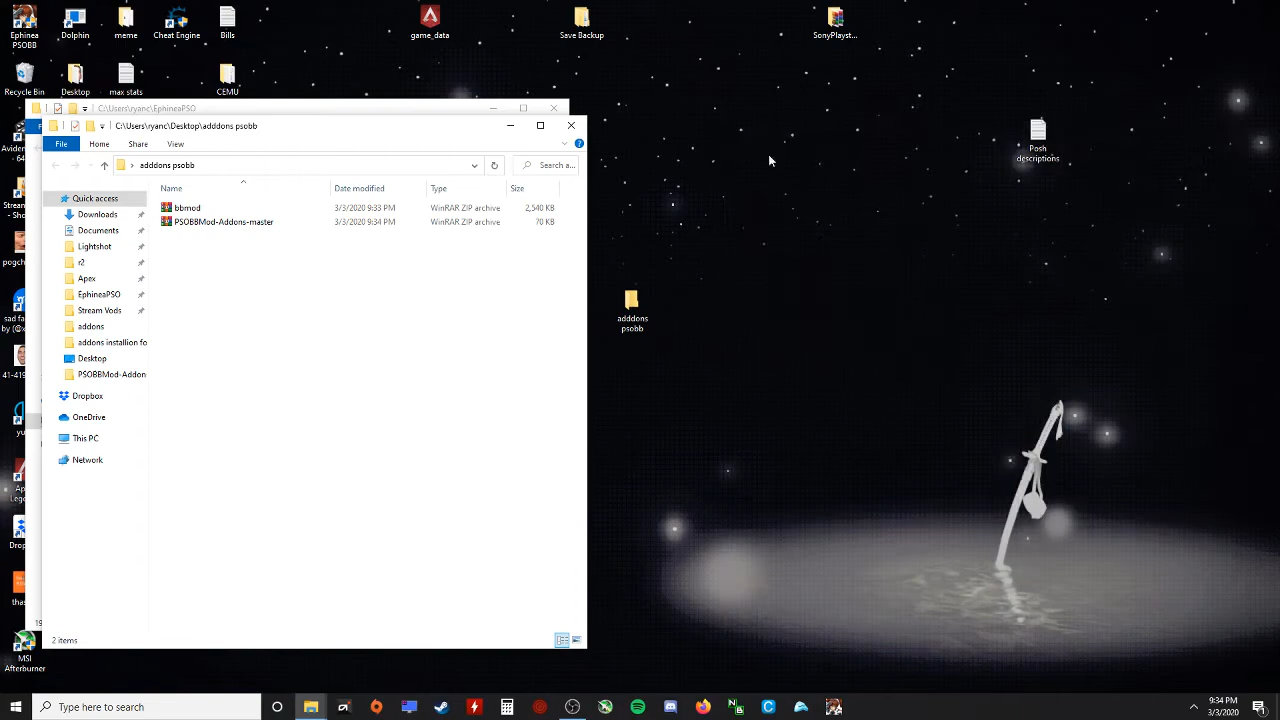 Ephinea
PSOBB
Dolphin
meme
Cheat Engine
Bills
game_data
Save Backup
SonyPlayst...
Recycle Bin
Desktop
max stats
CEMU
C:\Users\ryanc\EphineaPSO
C:\Users\ryanc\Desktop\adddons psobb
File
Home
Share
View
adddons psobb
Search a...
Name
Date modified
Type
Size
bbmod
3/3/2020 9:33 PM
WinRAR ZIP archive
2,540 KB
PSOBBMod-Addons-master
3/3/2020 9:34 PM
WinRAR ZIP archive
70 KB
Quick access
Downloads
Documents
Lightshot
r2
Apex
EphineaPSO
Stream Vods
addons
addons installion fo
Desktop
PSOBBMod-Addon
Dropbox
OneDrive
This PC
Network
2 items
Posh
descriptions
adddons
psobb
MSI
Afterburner
Type here to search
9:34 PM
3/3/2020